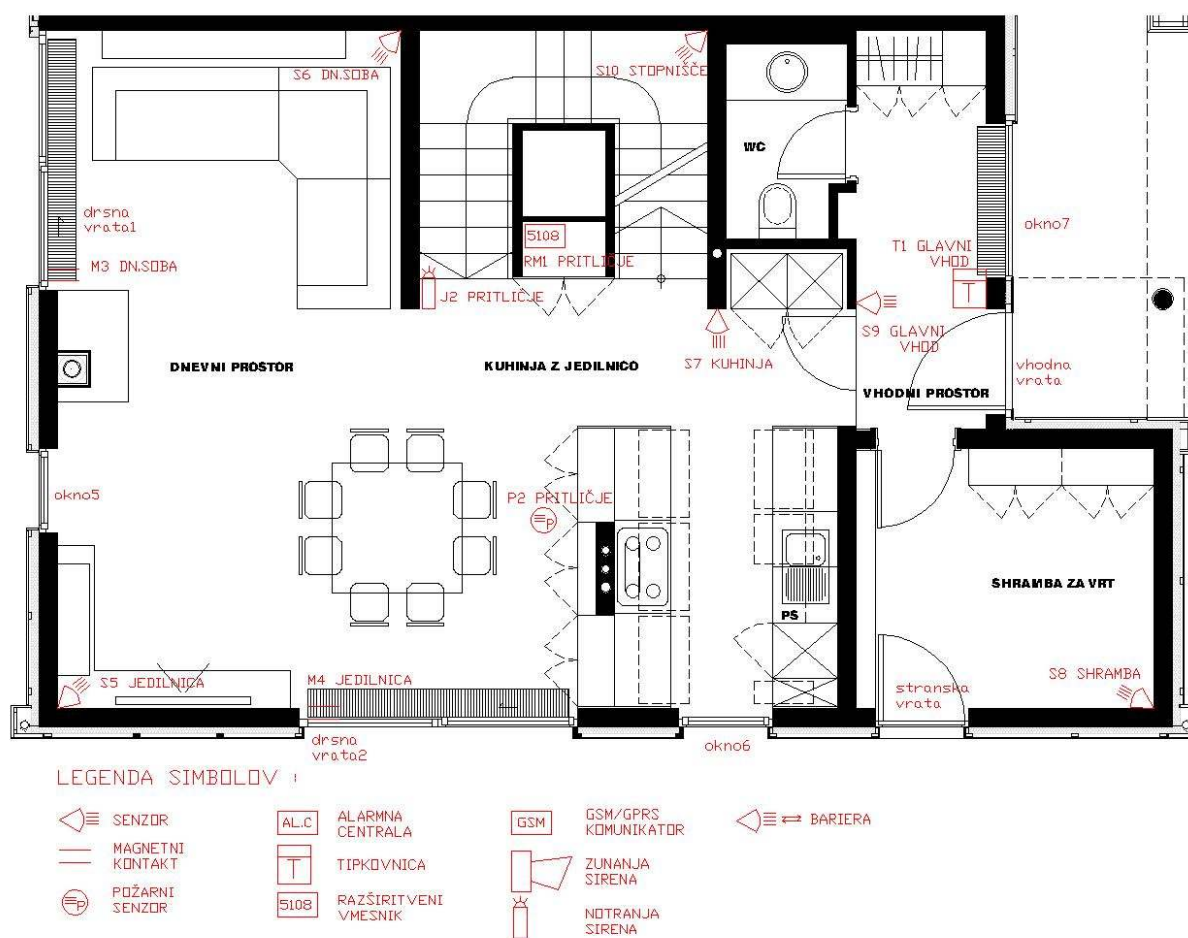 S6 DN.SOBA
S10 STOPNIŠČE
WC
drsna
vrata1
okno7
T1 GLAVNI
VHOD
T
5108
RM1 PRITLIČJE
M3 DN.SOBA
J2 PRITLIČJE
S9 GLAVNI
VHOD
S7 KUHINJA
DNEVNI PROSTOR
KUHINJA Z JEDILNICO
vhodna
vrata
VHODNI PROSTOR
okno5
P2 PRITLIČJE
P
SHRAMBA ZA VRT
PS
S5 JEDILNICA
M4 JEDILNICA
S8 SHRAMBA
stranska
vrata
drsna
vrata2
okno6
LEGENDA SIMBOLOV :
SENZOR
MAGNETNI
KONTAKT
P
POŽARNI
SENZOR
AL.C
ALARMNA
CENTRALA
T
TIPKOVNICA
5108
RAZŠIRITVENI
VMESNIK
GSM
GSM/GPRS
KOMUNIKATOR
ZUNANJA
SIRENA
NOTRANJA
SIRENA
BARIERA